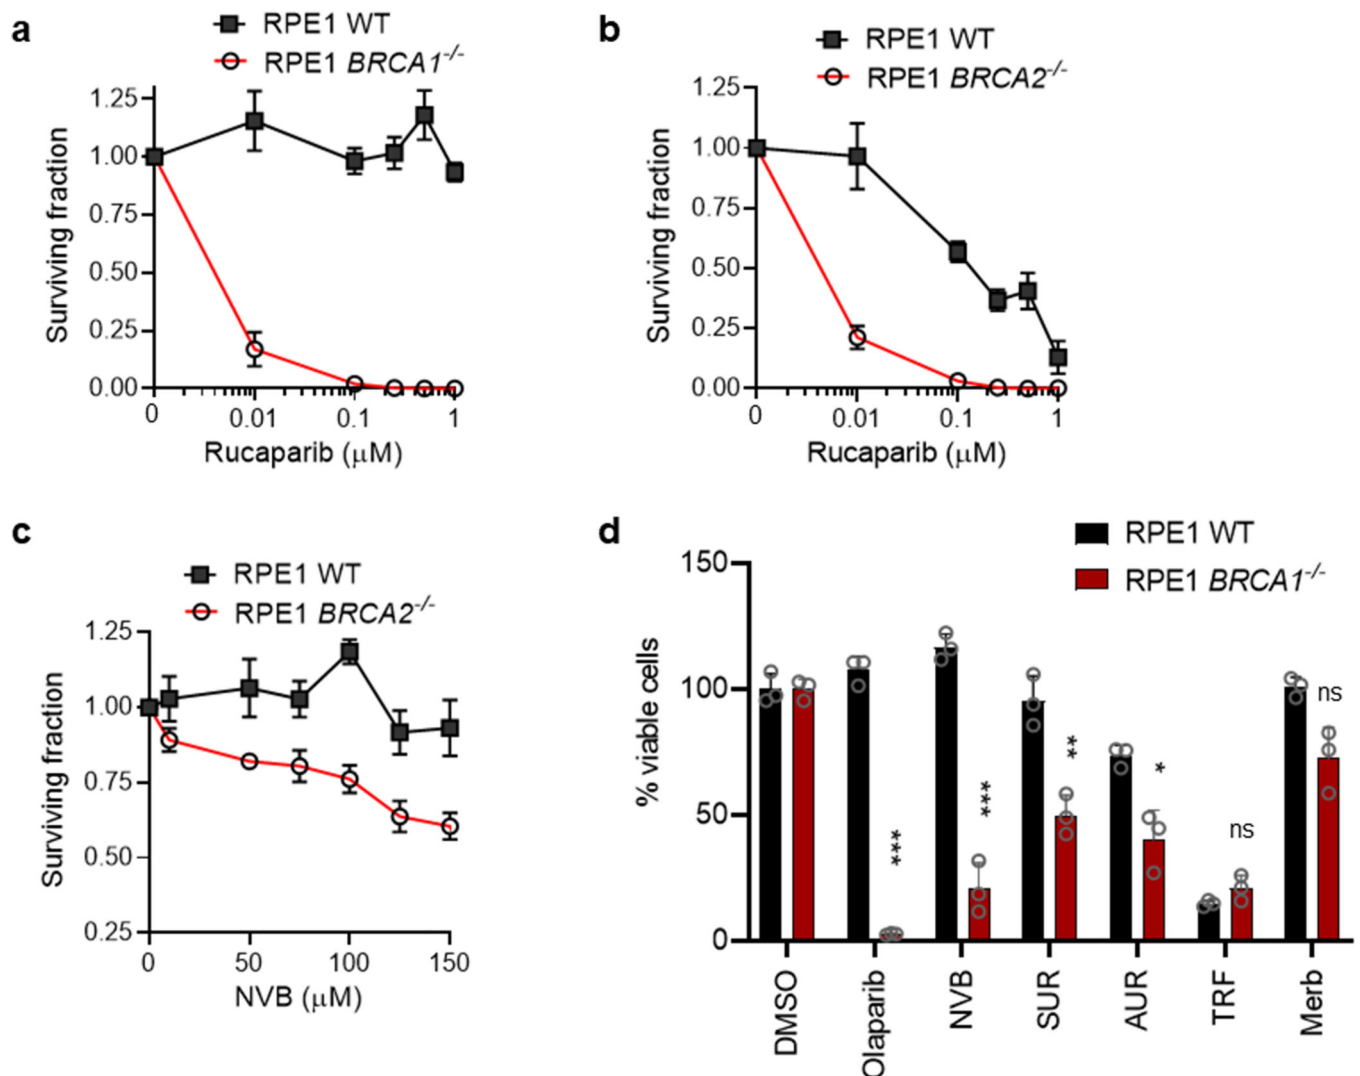 a
RPE1 WT
RPE1 BRCA1-/-
1.25
1.00
0.75
0.50
0.25
0.00
Surviving fraction
0 0.01 0.1 1
Rucaparib (μM)
b
RPE1 WT
RPE1 BRCA2-/-
1.25
1.00
0.75
0.50
0.25
0.00
Surviving fraction
0 0.01 0.1 1
Rucaparib (μM)
c
RPE1 WT
RPE1 BRCA2-/-
1.25
1.00
0.75
0.50
0.25
Surviving fraction
0 50 100 150
NVB (μM)
d
RPE1 WT
RPE1 BRCA1-/-
150
100
50
0
% viable cells
***
***
**
*
ns
ns
DMSO
Olaparib
NVB
SUR
AUR
TRF
Merb